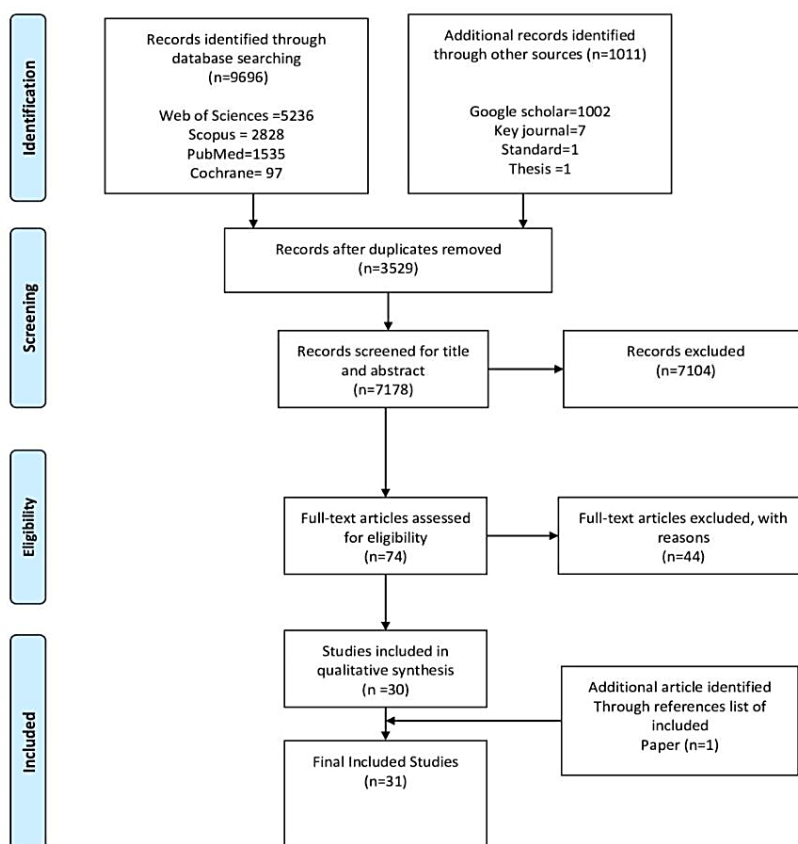 Identification
Records identified through
database searching
(n=9696)
Web of Sciences =5236
Scopus = 2828
PubMed=1535
Cochrane= 97
Additional records identified
through other sources (n=1011)
Google scholar=1002
Key journal=7
Standard=1
Thesis =1
Screening
Records after duplicates removed
(n=3529)
Records screened for title
and abstract
(n=7178)
Records excluded
(n=7104)
Eligibility
Full-text articles assessed
for eligibility
(n=74)
Full-text articles excluded, with
reasons
(n=44)
Included
Studies included in
qualitative synthesis
(n =30)
Additional article identified
Through references list of
included
Paper (n=1)
Final Included Studies
(n=31)